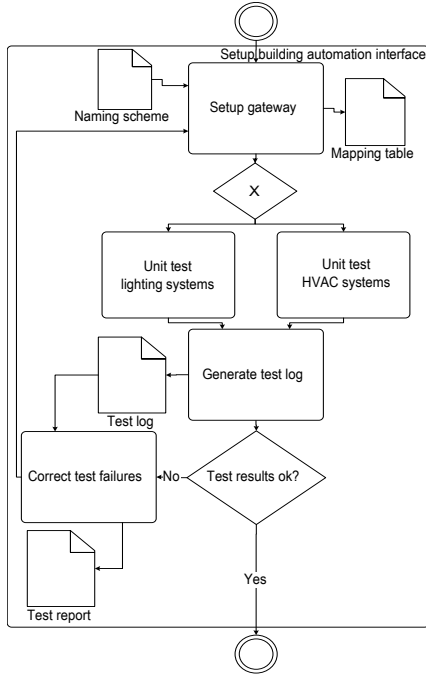 Setup building automation interface
Naming scheme
Setup gateway
Mapping table
X
Unit test
lighting systems
Unit test
HVAC systems
Generate test log
Test log
Correct test failures
No
Test results ok?
Yes
Test report